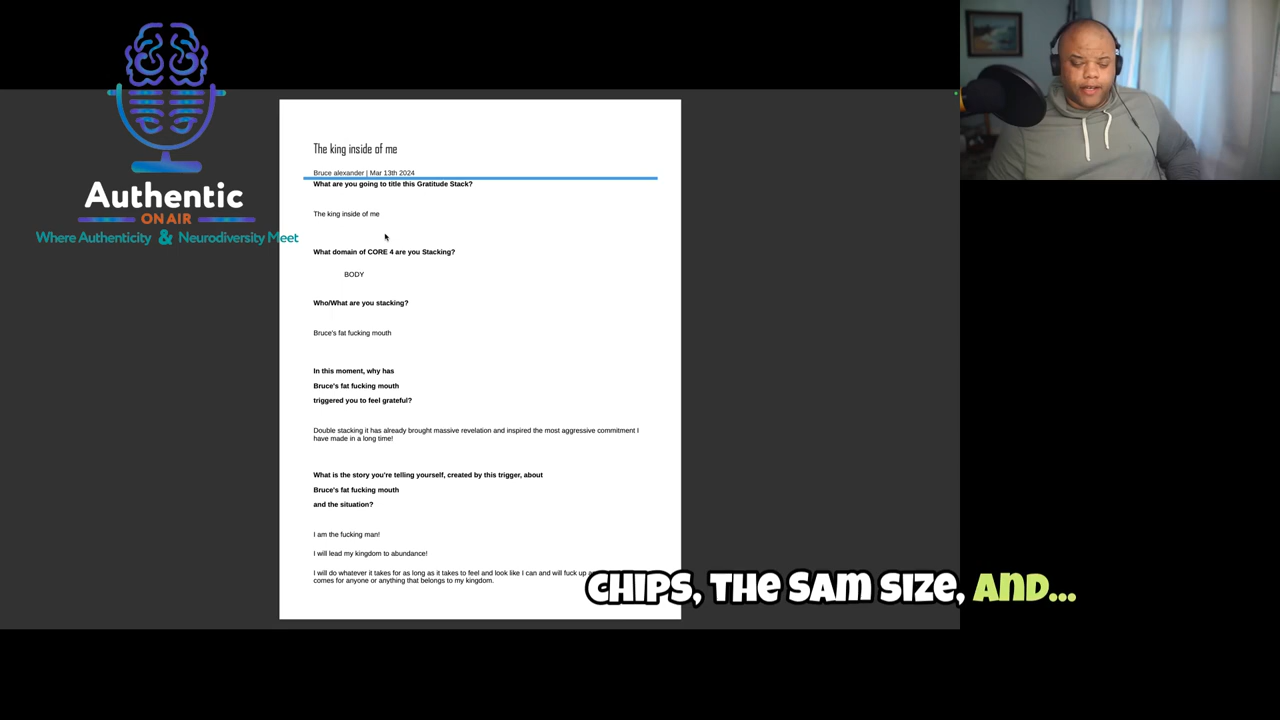 Authentic
ON AIR
Where Authenticity & Neurodiversity Meet
The king inside of me
Bruce alexander | Mar 13th 2024
What are you going to title this Gratitude Stack?
The king inside of me
What domain of CORE 4 are you Stacking?
BODY
Who/What are you stacking?
Bruce's fat fucking mouth
In this moment, why has
Bruce's fat fucking mouth
triggered you to feel grateful?
Double stacking it has already brought massive revelation and inspired the most aggressive commitment I
have made in a long time!
What is the story you're telling yourself, created by this trigger, about
Bruce's fat fucking mouth
and the situation?
I am the fucking man!
I will lead my kingdom to abundance!
I will do whatever it takes for as long as it takes to feel and look like I can and will fuck up
comes for anyone or anything that belongs to my kingdom.
CHIPS, THE SAM SIZE, AND...